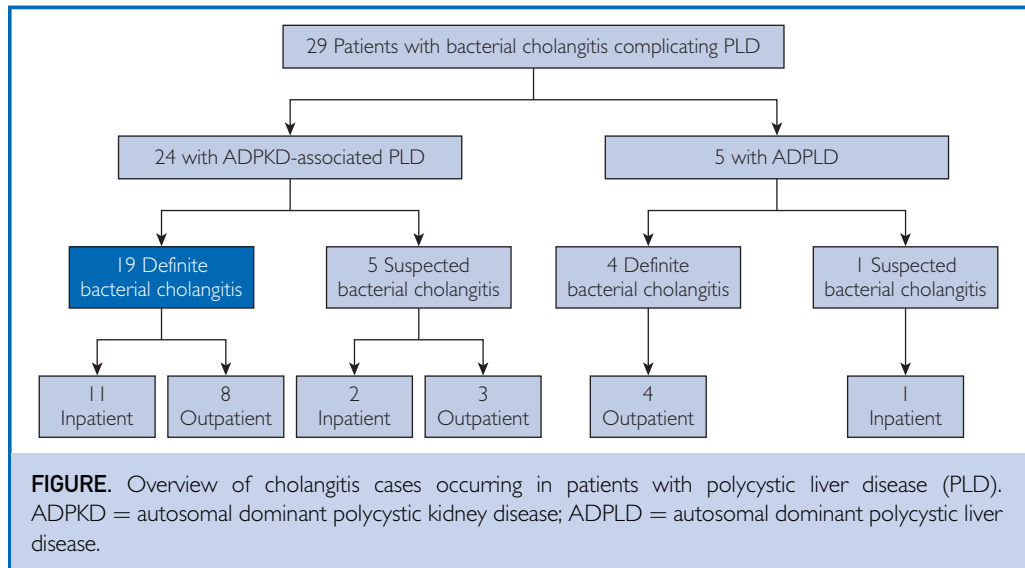 29 Patients with bacterial cholangitis complicating PLD
24 with ADPKD-associated PLD
5 with ADPLD
19 Definite
bacterial cholangitis
5 Suspected
bacterial cholangitis
4 Definite
bacterial cholangitis
1 Suspected
bacterial cholangitis
11
Inpatient
8
Outpatient
2
Inpatient
3
Outpatient
4
Outpatient
1
Inpatient
FIGURE. Overview of cholangitis cases occurring in patients with polycystic liver disease (PLD).
ADPKD = autosomal dominant polycystic kidney disease; ADPLD = autosomal dominant polycystic liver
disease.